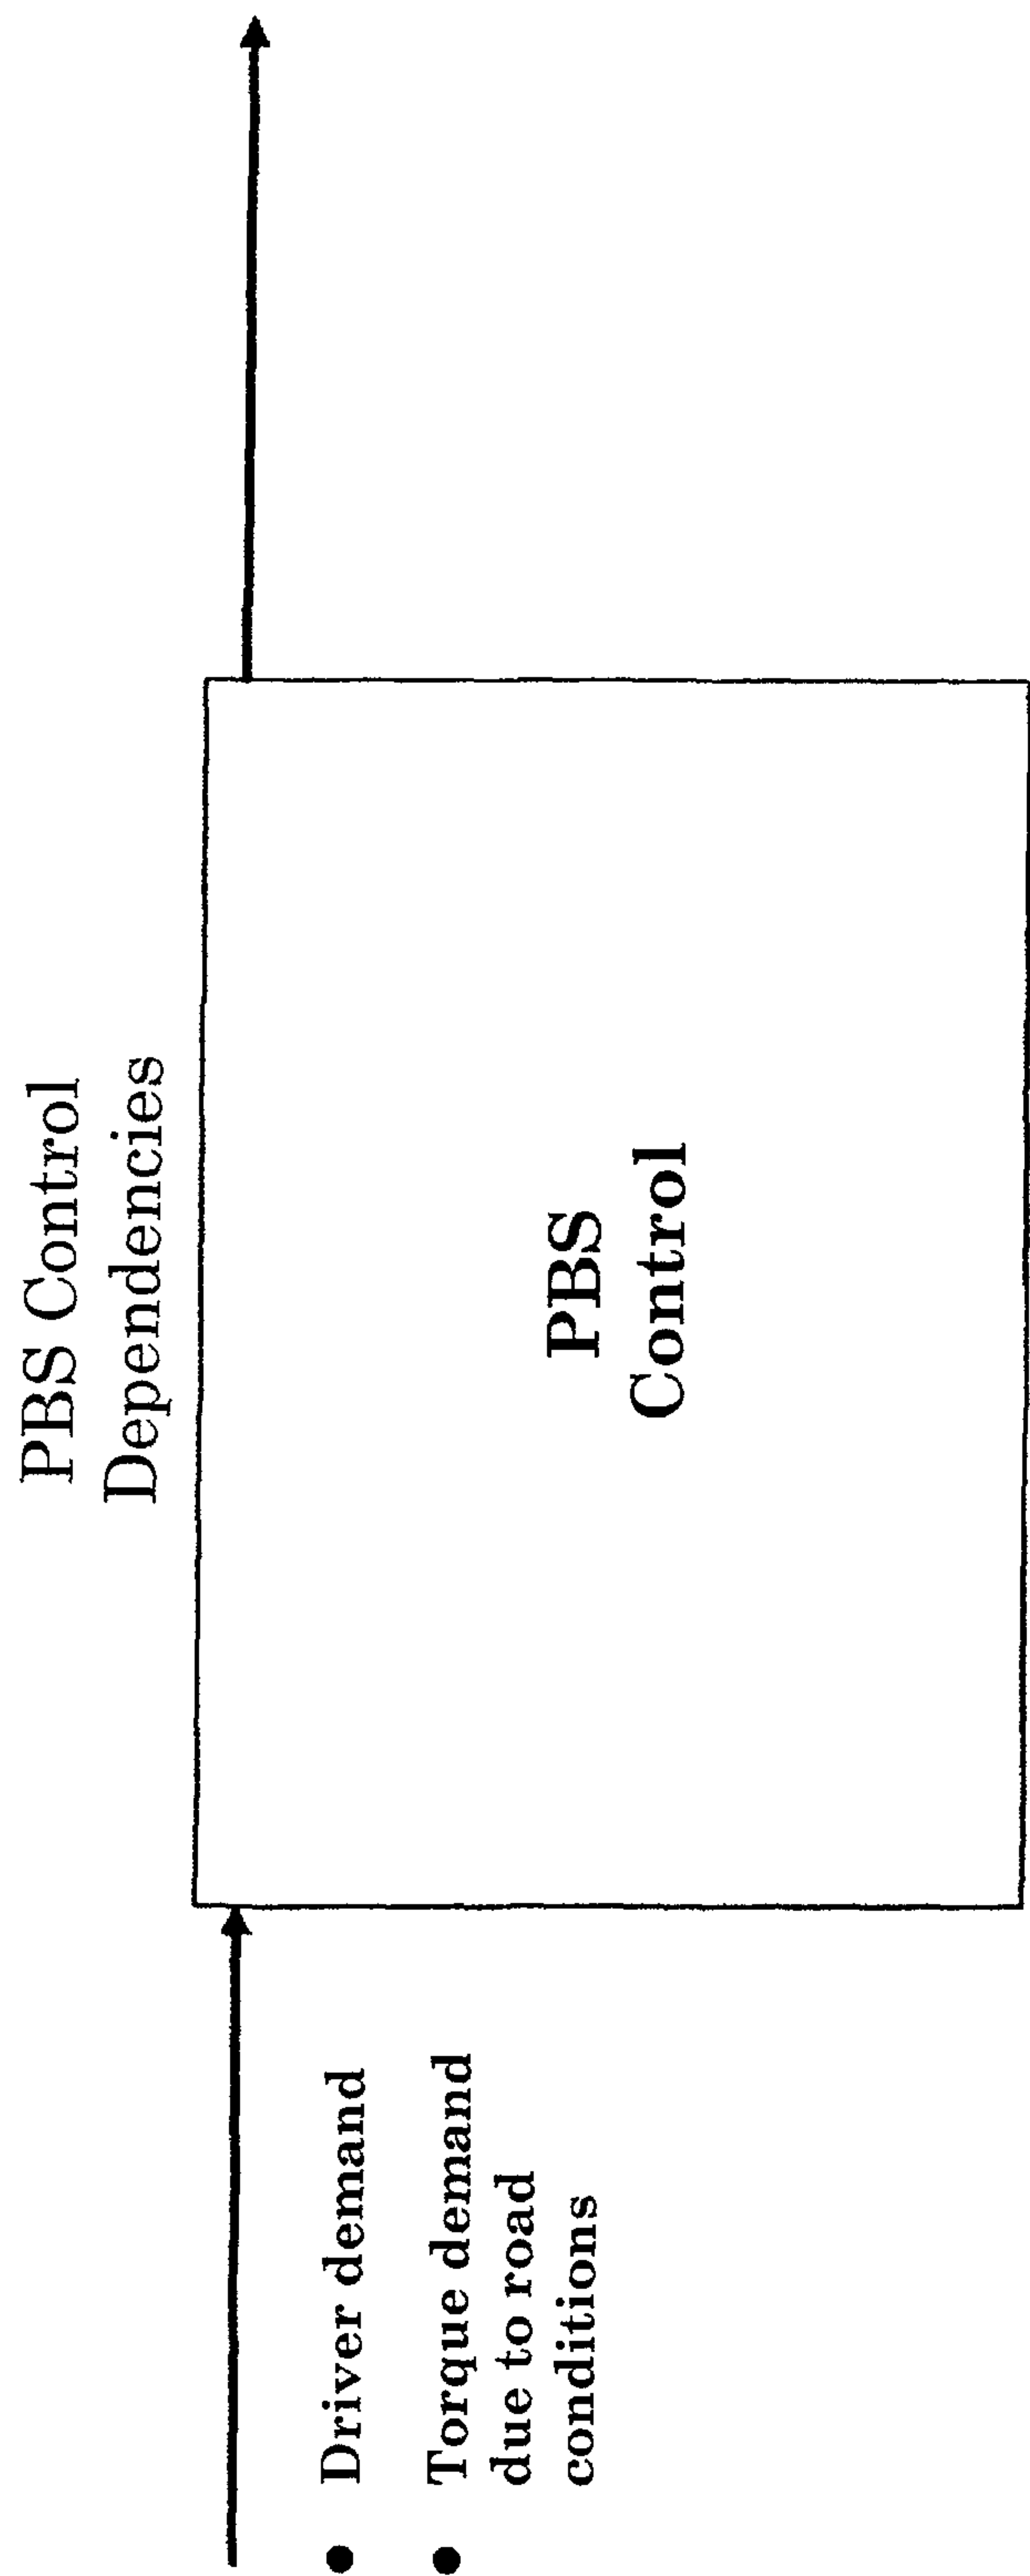 PBS Control
Dependencies
● Driver demand
● Torque demand
due to road
conditions
PBS
Control